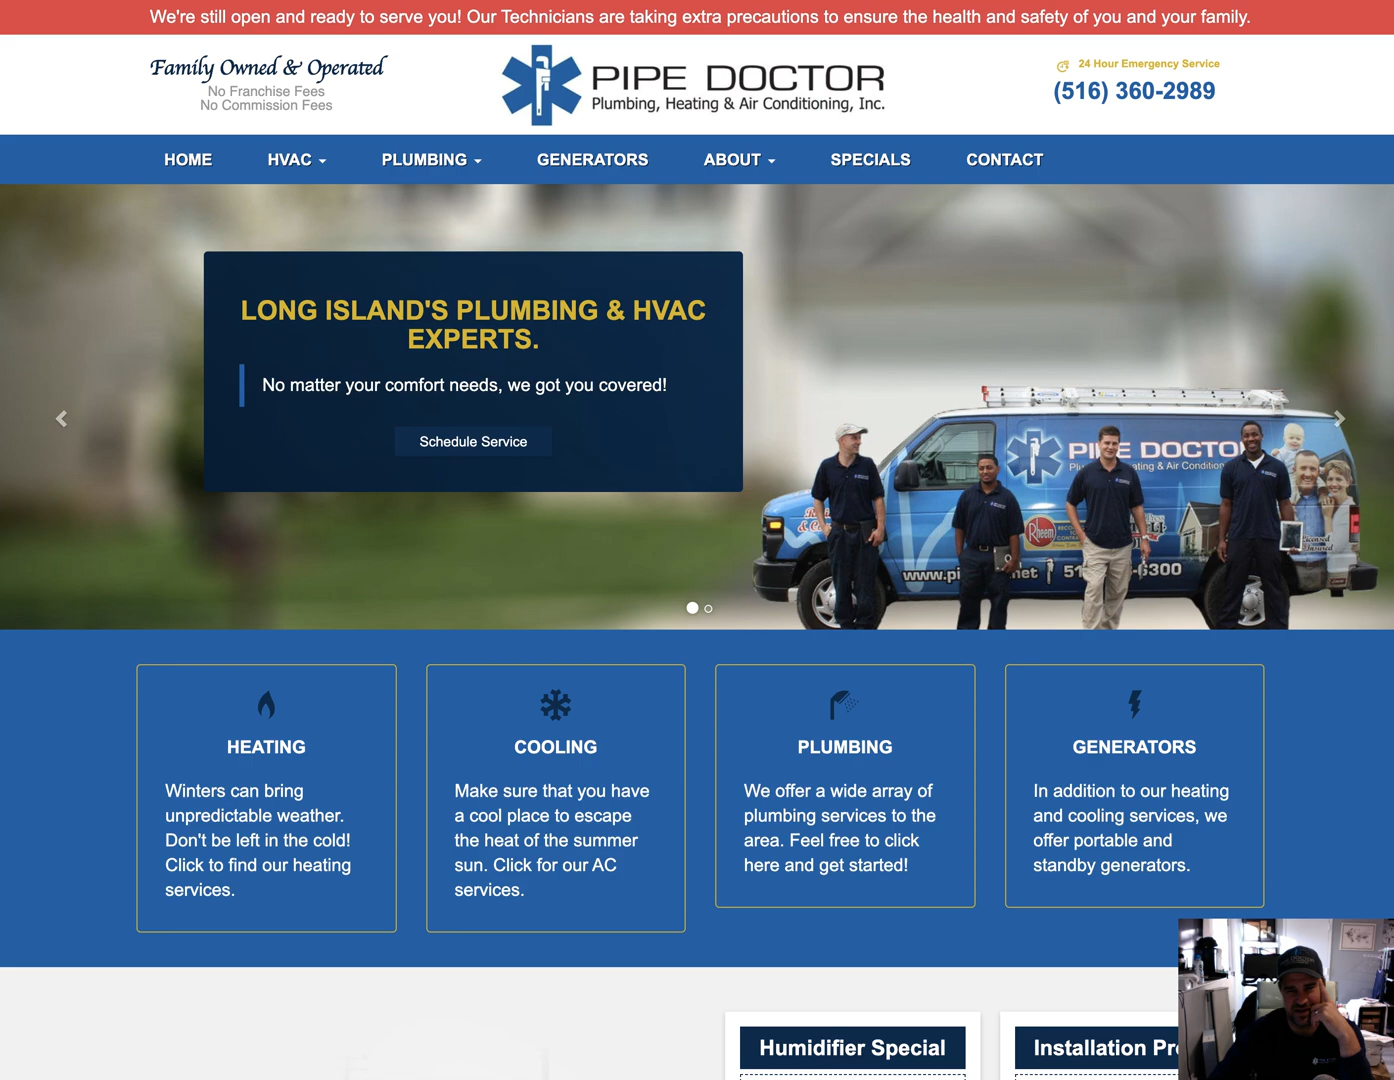 We're still open and ready to serve you! Our Technicians are taking extra precautions to ensure the health and safety of you and your family.
Family Owned & Operated
No Franchise Fees
No Commission Fees
PIPE DOCTOR
Plumbing, Heating & Air Conditioning, Inc.
24 Hour Emergency Service
(516) 360-2989
HOME HVAC PLUMBING GENERATORS ABOUT SPECIALS CONTACT
LONG ISLAND'S PLUMBING & HVAC
EXPERTS.
No matter your comfort needs, we got you covered!
Schedule Service
PIPE DOCTO
Rheem
HEATING
Winters can bring
unpredictable weather.
Don't be left in the cold!
Click to find our heating
services.
COOLING
Make sure that you have
a cool place to escape
the heat of the summer
sun. Click for our AC
services.
PLUMBING
We offer a wide array of
plumbing services to the
area. Feel free to click
here and get started!
GENERATORS
In addition to our heating
and cooling services, we
offer portable and
standby generators.
Humidifier Special
Installation Pr